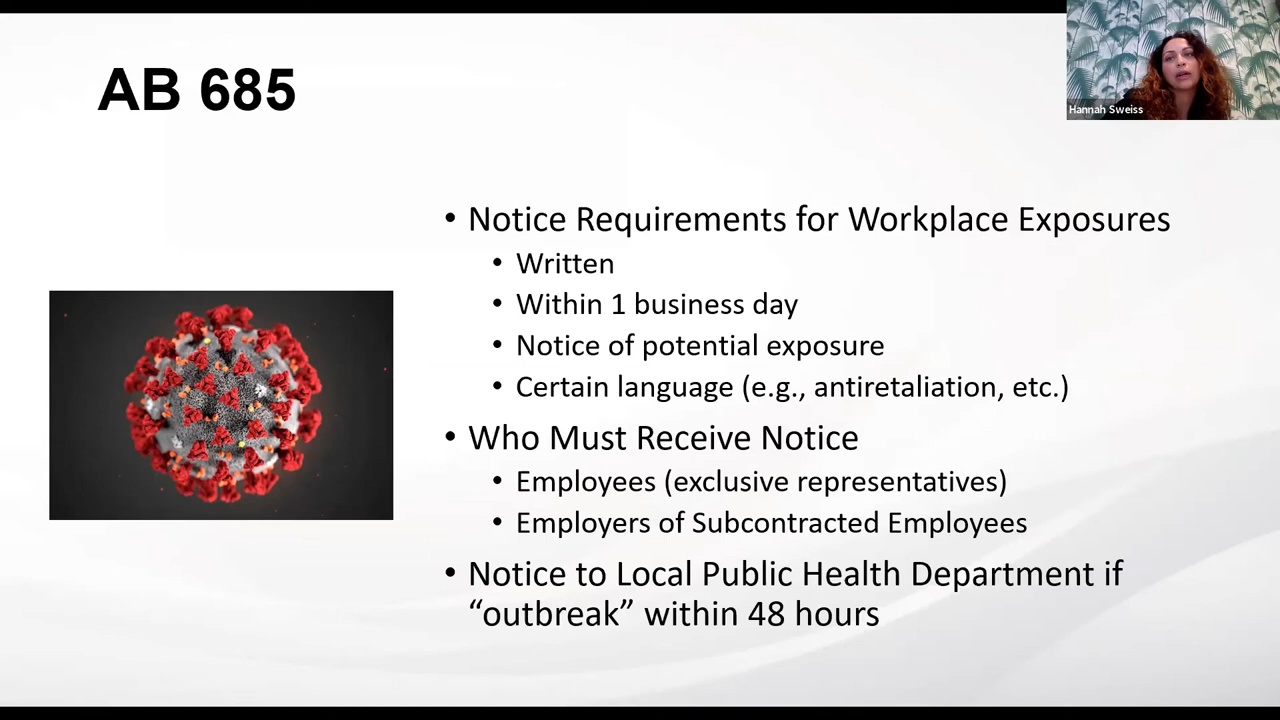 AB 685
Hannah Sweiss
• Notice Requirements for Workplace Exposures
• Written
• Within 1 business day
• Notice of potential exposure
• Certain language (e.g., antiretaliation, etc.)
• Who Must Receive Notice
• Employees (exclusive representatives)
• Employers of Subcontracted Employees
• Notice to Local Public Health Department if
“outbreak” within 48 hours